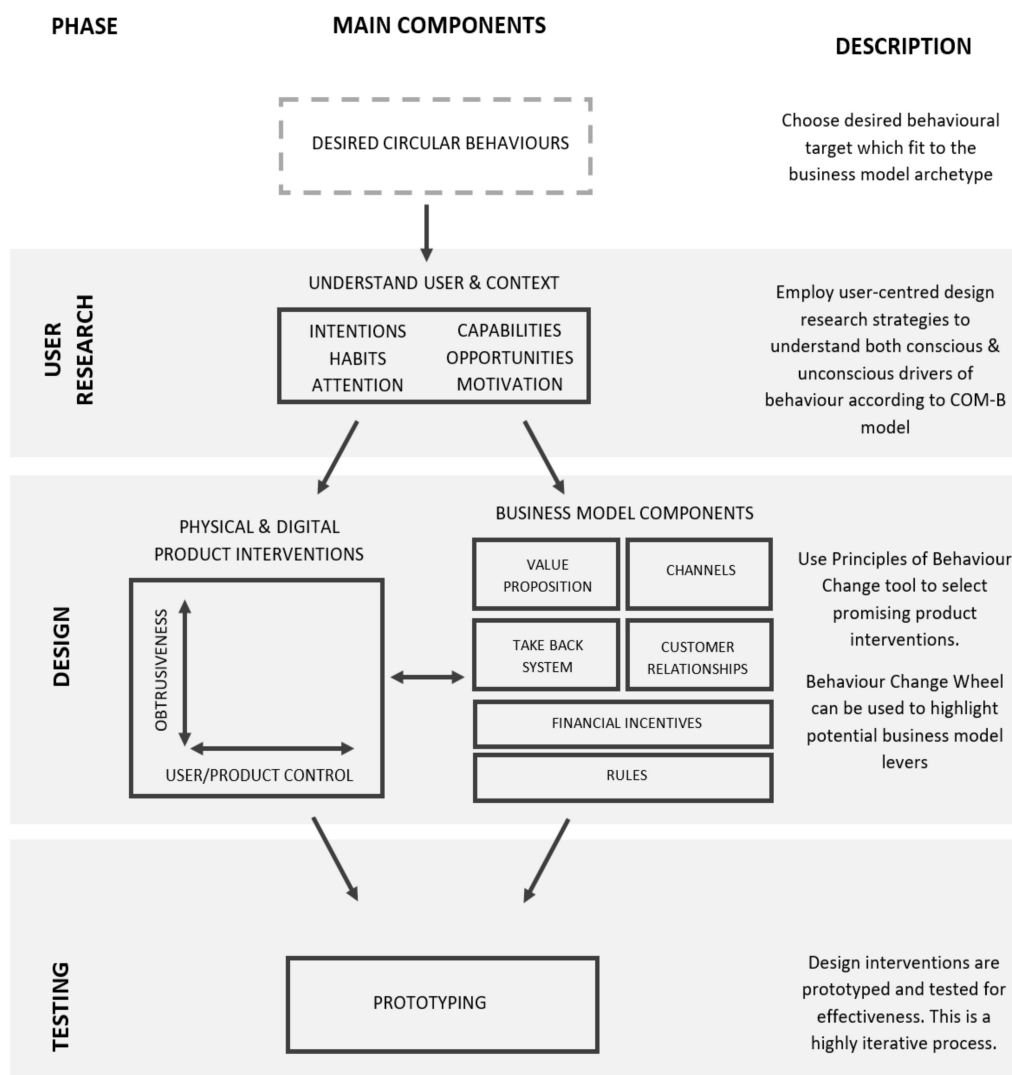 PHASE
MAIN COMPONENTS
DESCRIPTION
DESIRED CIRCULAR BEHAVIOURS
Choose desired behavioural
target which fit to the
business model archetype
USER
RESEARCH
UNDERSTAND USER & CONTEXT
INTENTIONS
HABITS
ATTENTION
CAPABILITIES
OPPORTUNITIES
MOTIVATION
Employ user-centred design
research strategies to
understand both conscious &
unconscious drivers of
behaviour according to COM-B
model
DESIGN
PHYSICAL & DIGITAL
PRODUCT INTERVENTIONS
OBTRUSIVENESS
USER/PRODUCT CONTROL
BUSINESS MODEL COMPONENTS
VALUE
PROPOSITION
CHANNELS
TAKE BACK
SYSTEM
CUSTOMER
RELATIONSHIPS
FINANCIAL INCENTIVES
RULES
Use Principles of Behaviour
Change tool to select
promising product
interventions.
Behaviour Change Wheel
can be used to highlight
potential business model
levers
TESTING
PROTOTYPING
Design interventions are
prototyped and tested for
effectiveness. This is a
highly iterative process.